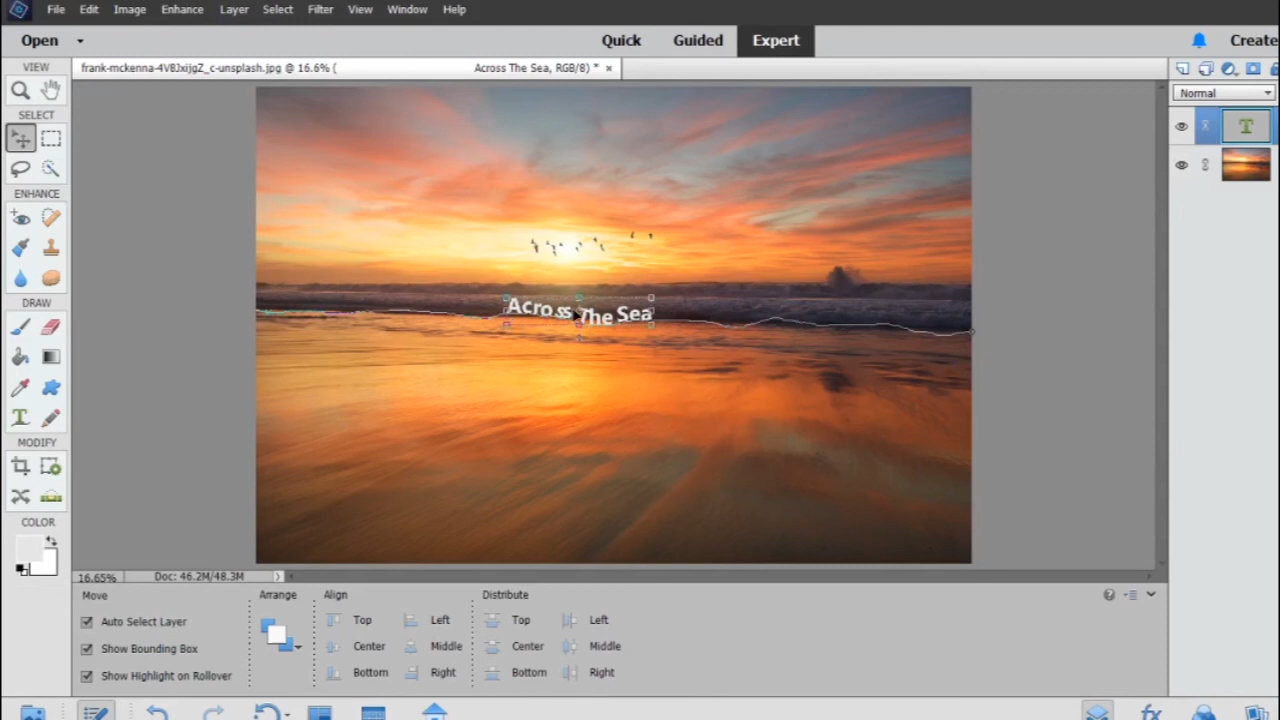 File Edit Image Enhance Layer Select Filter View Window Help
Open Quick Guided Expert Create
frank-mckenna-4V8JxijgZ_c-unsplash.jpg @ 16.6% ( Across The Sea, RGB/8) * ×
VIEW
Normal
SELECT
T
ENHANCE
Across The Sea
DRAW
T
MODIFY
COLOR
16.65% Doc: 46.2M/48.3M
Move Arrange Align Distribute
Auto Select Layer Top Left Top Left
Show Bounding Box Center Middle Center Middle
Show Highlight on Rollover Bottom Right Bottom Right
fx